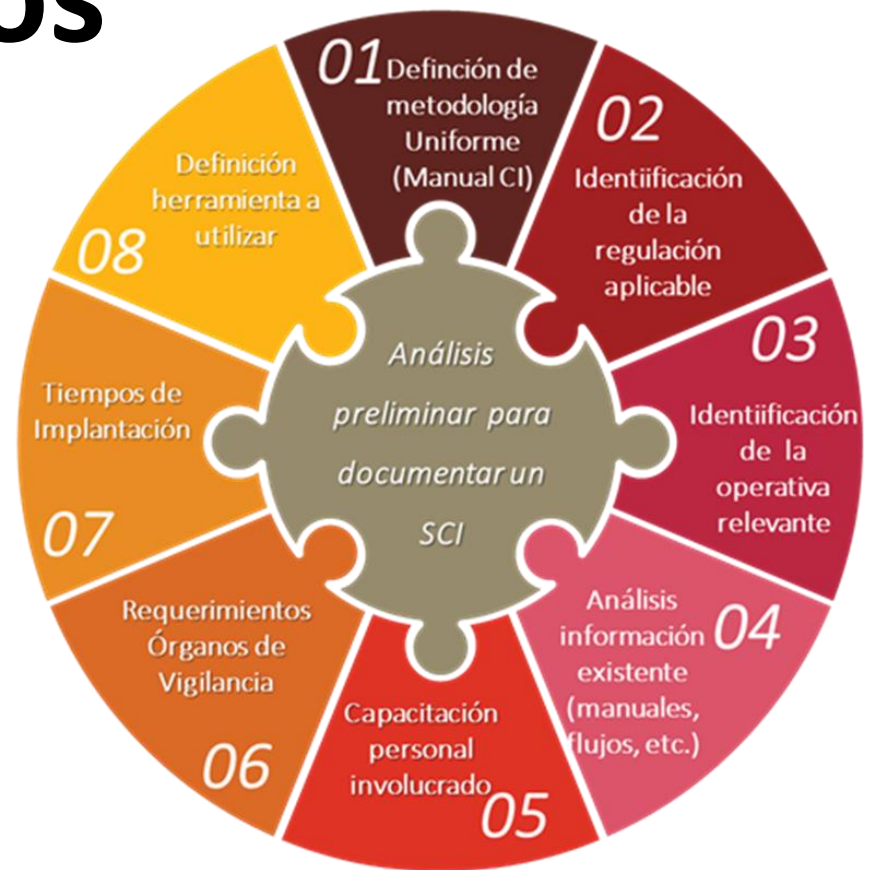 os
01 Definción de
metodología
Uniforme
(Manual CI)
02
Identiificación
de la
regulación
aplicable
03
Identiificación
de la
operativa
relevante
Análisis
información 04
existente
(manuales,
flujos, etc.)
Capacitación
personal
involucrado
05
Requerimientos
Órganos de
Vigilancia
06
Tiempos de
Implantación
07
Definición
herramienta a
utilizar
08
Análisis
preliminar para
documentar un
SCI